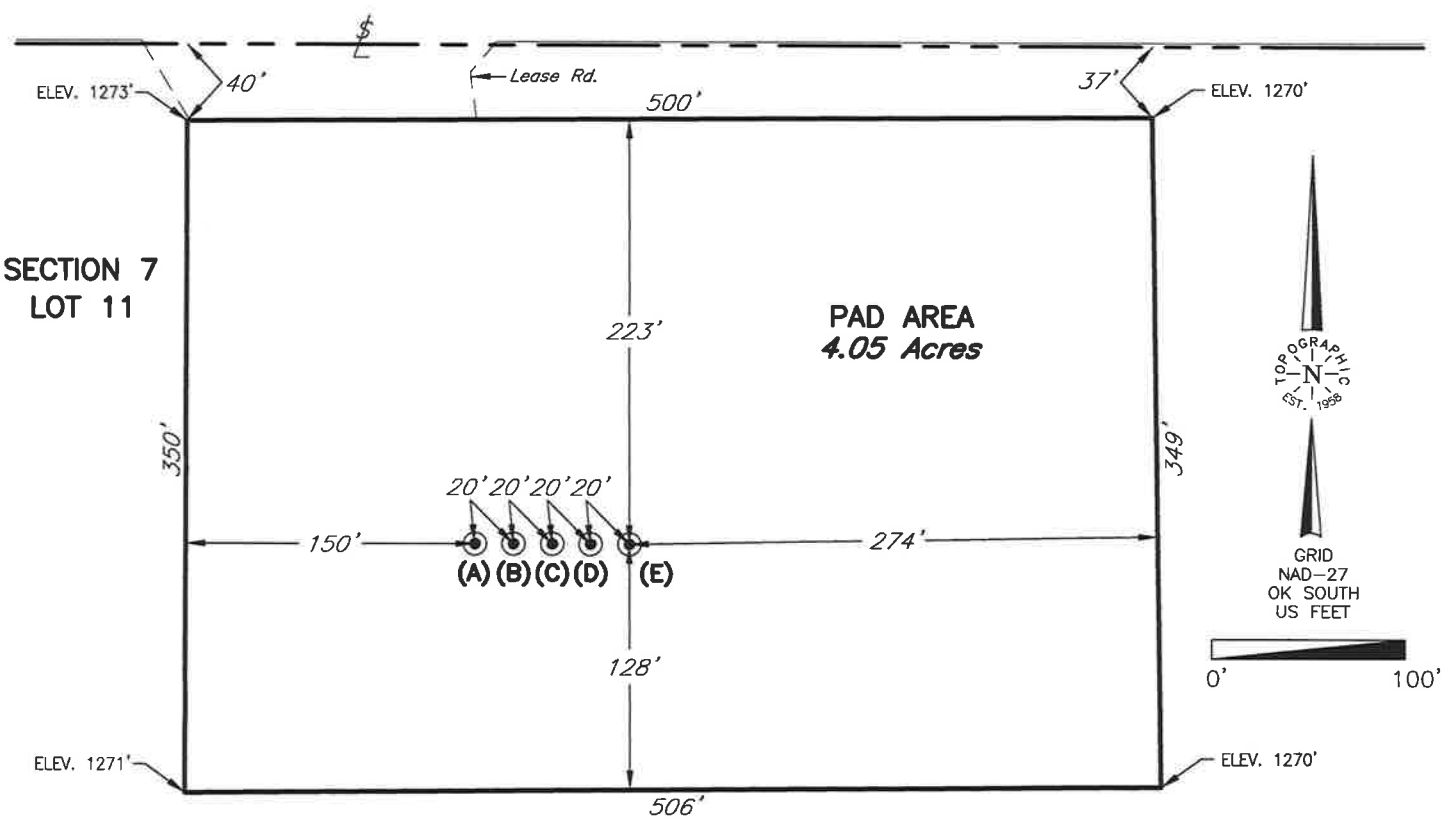 $
L
40'
Lease Rd.
37'
ELEV. 1273'
500'
ELEV. 1270'
SECTION 7
LOT 11
223'
PAD AREA
4.05 Acres
TOPOGRAPHIC
N
EST. 1958
350'
349'
20' 20' 20' 20'
150'
274'
(A) (B) (C) (D) (E)
GRID
NAD-27
OK SOUTH
US FEET
128'
0' 100'
ELEV. 1271'
ELEV. 1270'
506'